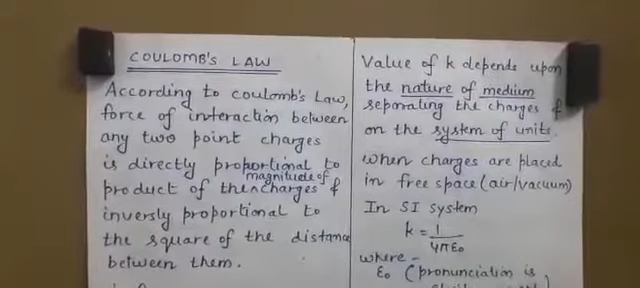 COULOMB'S LAW
According to coulomb's Law,
force of interaction between
any two point charges
is directly proportional to
magnitude of
product of the charges &
inversly proportional to
the square of the distance
between them.
Value of k depends upon
the nature of medium
separating the charges &
on the system of units.
when charges are placed
in free space (air/vacuum)
In SI system
k = 1/4πε₀
where -
ε₀ (pronunciation is